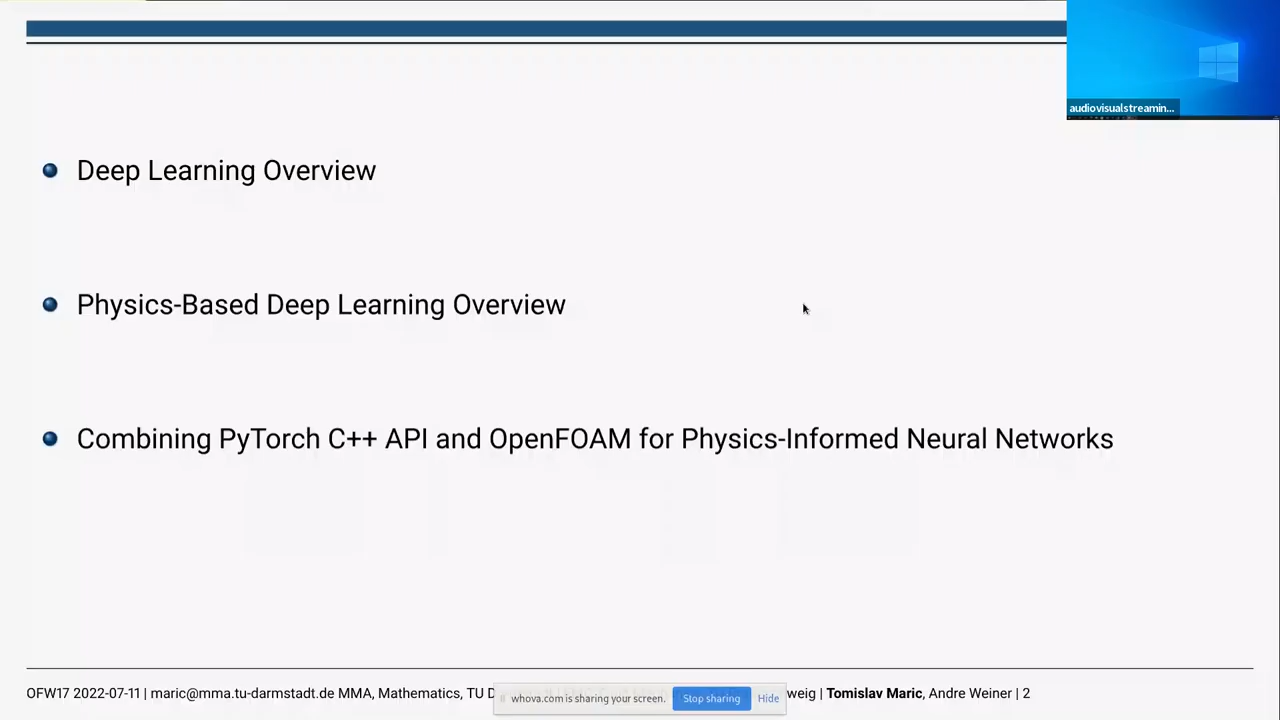 audiovisualstreamin...
Deep Learning Overview
Physics-Based Deep Learning Overview
Combining PyTorch C++ API and OpenFOAM for Physics-Informed Neural Networks
OFW17 2022-07-11 | maric@mma.tu-darmstadt.de MMA, Mathematics, TU D
whova.com is sharing your screen. Stop sharing Hide
weig | Tomislav Maric, Andre Weiner | 2